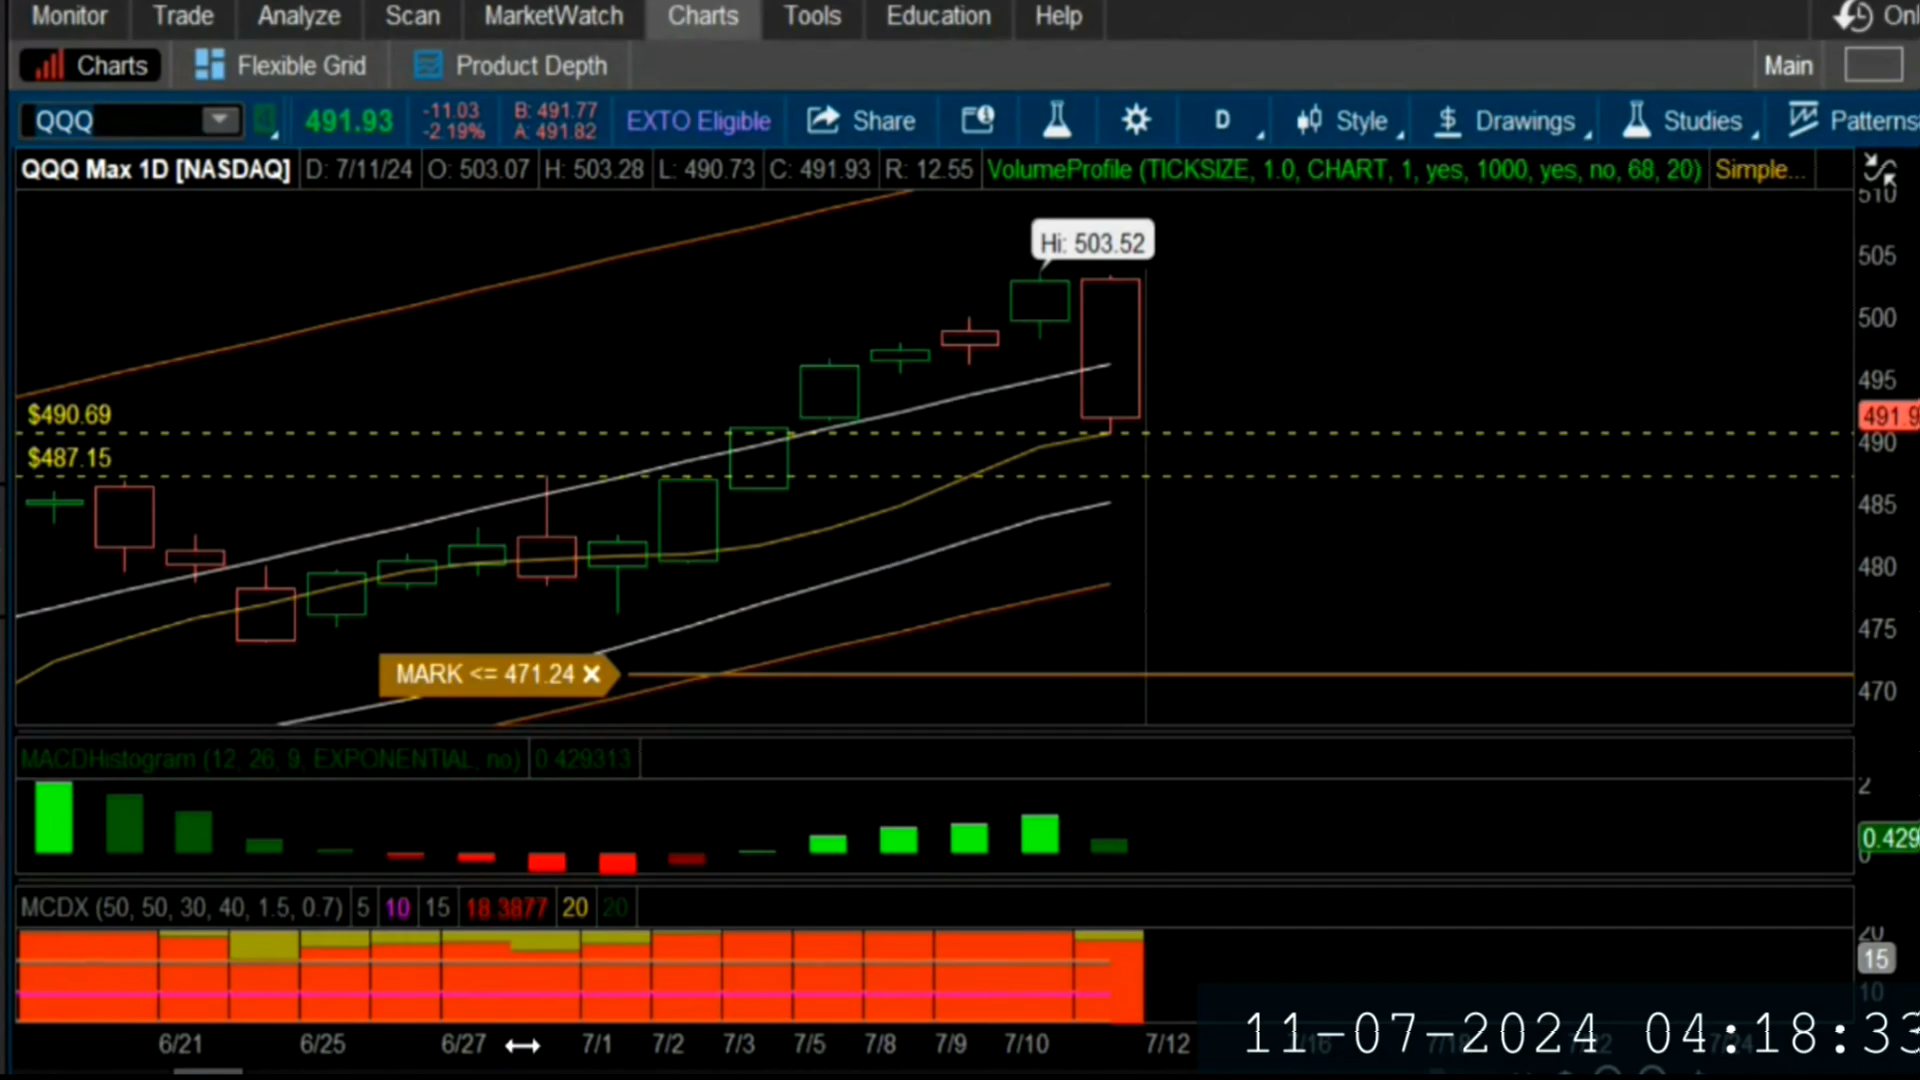 Monitor Trade Analyze Scan MarketWatch Charts Tools Education Help
Charts Flexible Grid Product Depth Main
QQQ 491.93 -11.03 -2.19% B: 491.77 A: 491.82 EXTO Eligible Share D Style Drawings Studies Patterns
QQQ Max 1D [NASDAQ] D: 7/11/24 O: 503.07 H: 503.28 L: 490.73 C: 491.93 R: 12.55 VolumeProfile (TICKSIZE, 1.0, CHART, 1, yes, 1000, yes, no, 68, 20) Simple...
510
Hi: 503.52
505
500
495
$490.69
491.9
490
$487.15
485
480
475
MARK <= 471.24
470
MACDHistogram (12, 26, 9, EXPONENTIAL, no) 0.429313
2
0.429
0
MCDX (50, 50, 30, 40, 1.5, 0.7) 5 10 15 18.3877 20 20
20
15
10
6/21 6/25 6/27 7/1 7/2 7/3 7/5 7/8 7/9 7/10 7/12
11-07-2024 04:18:33